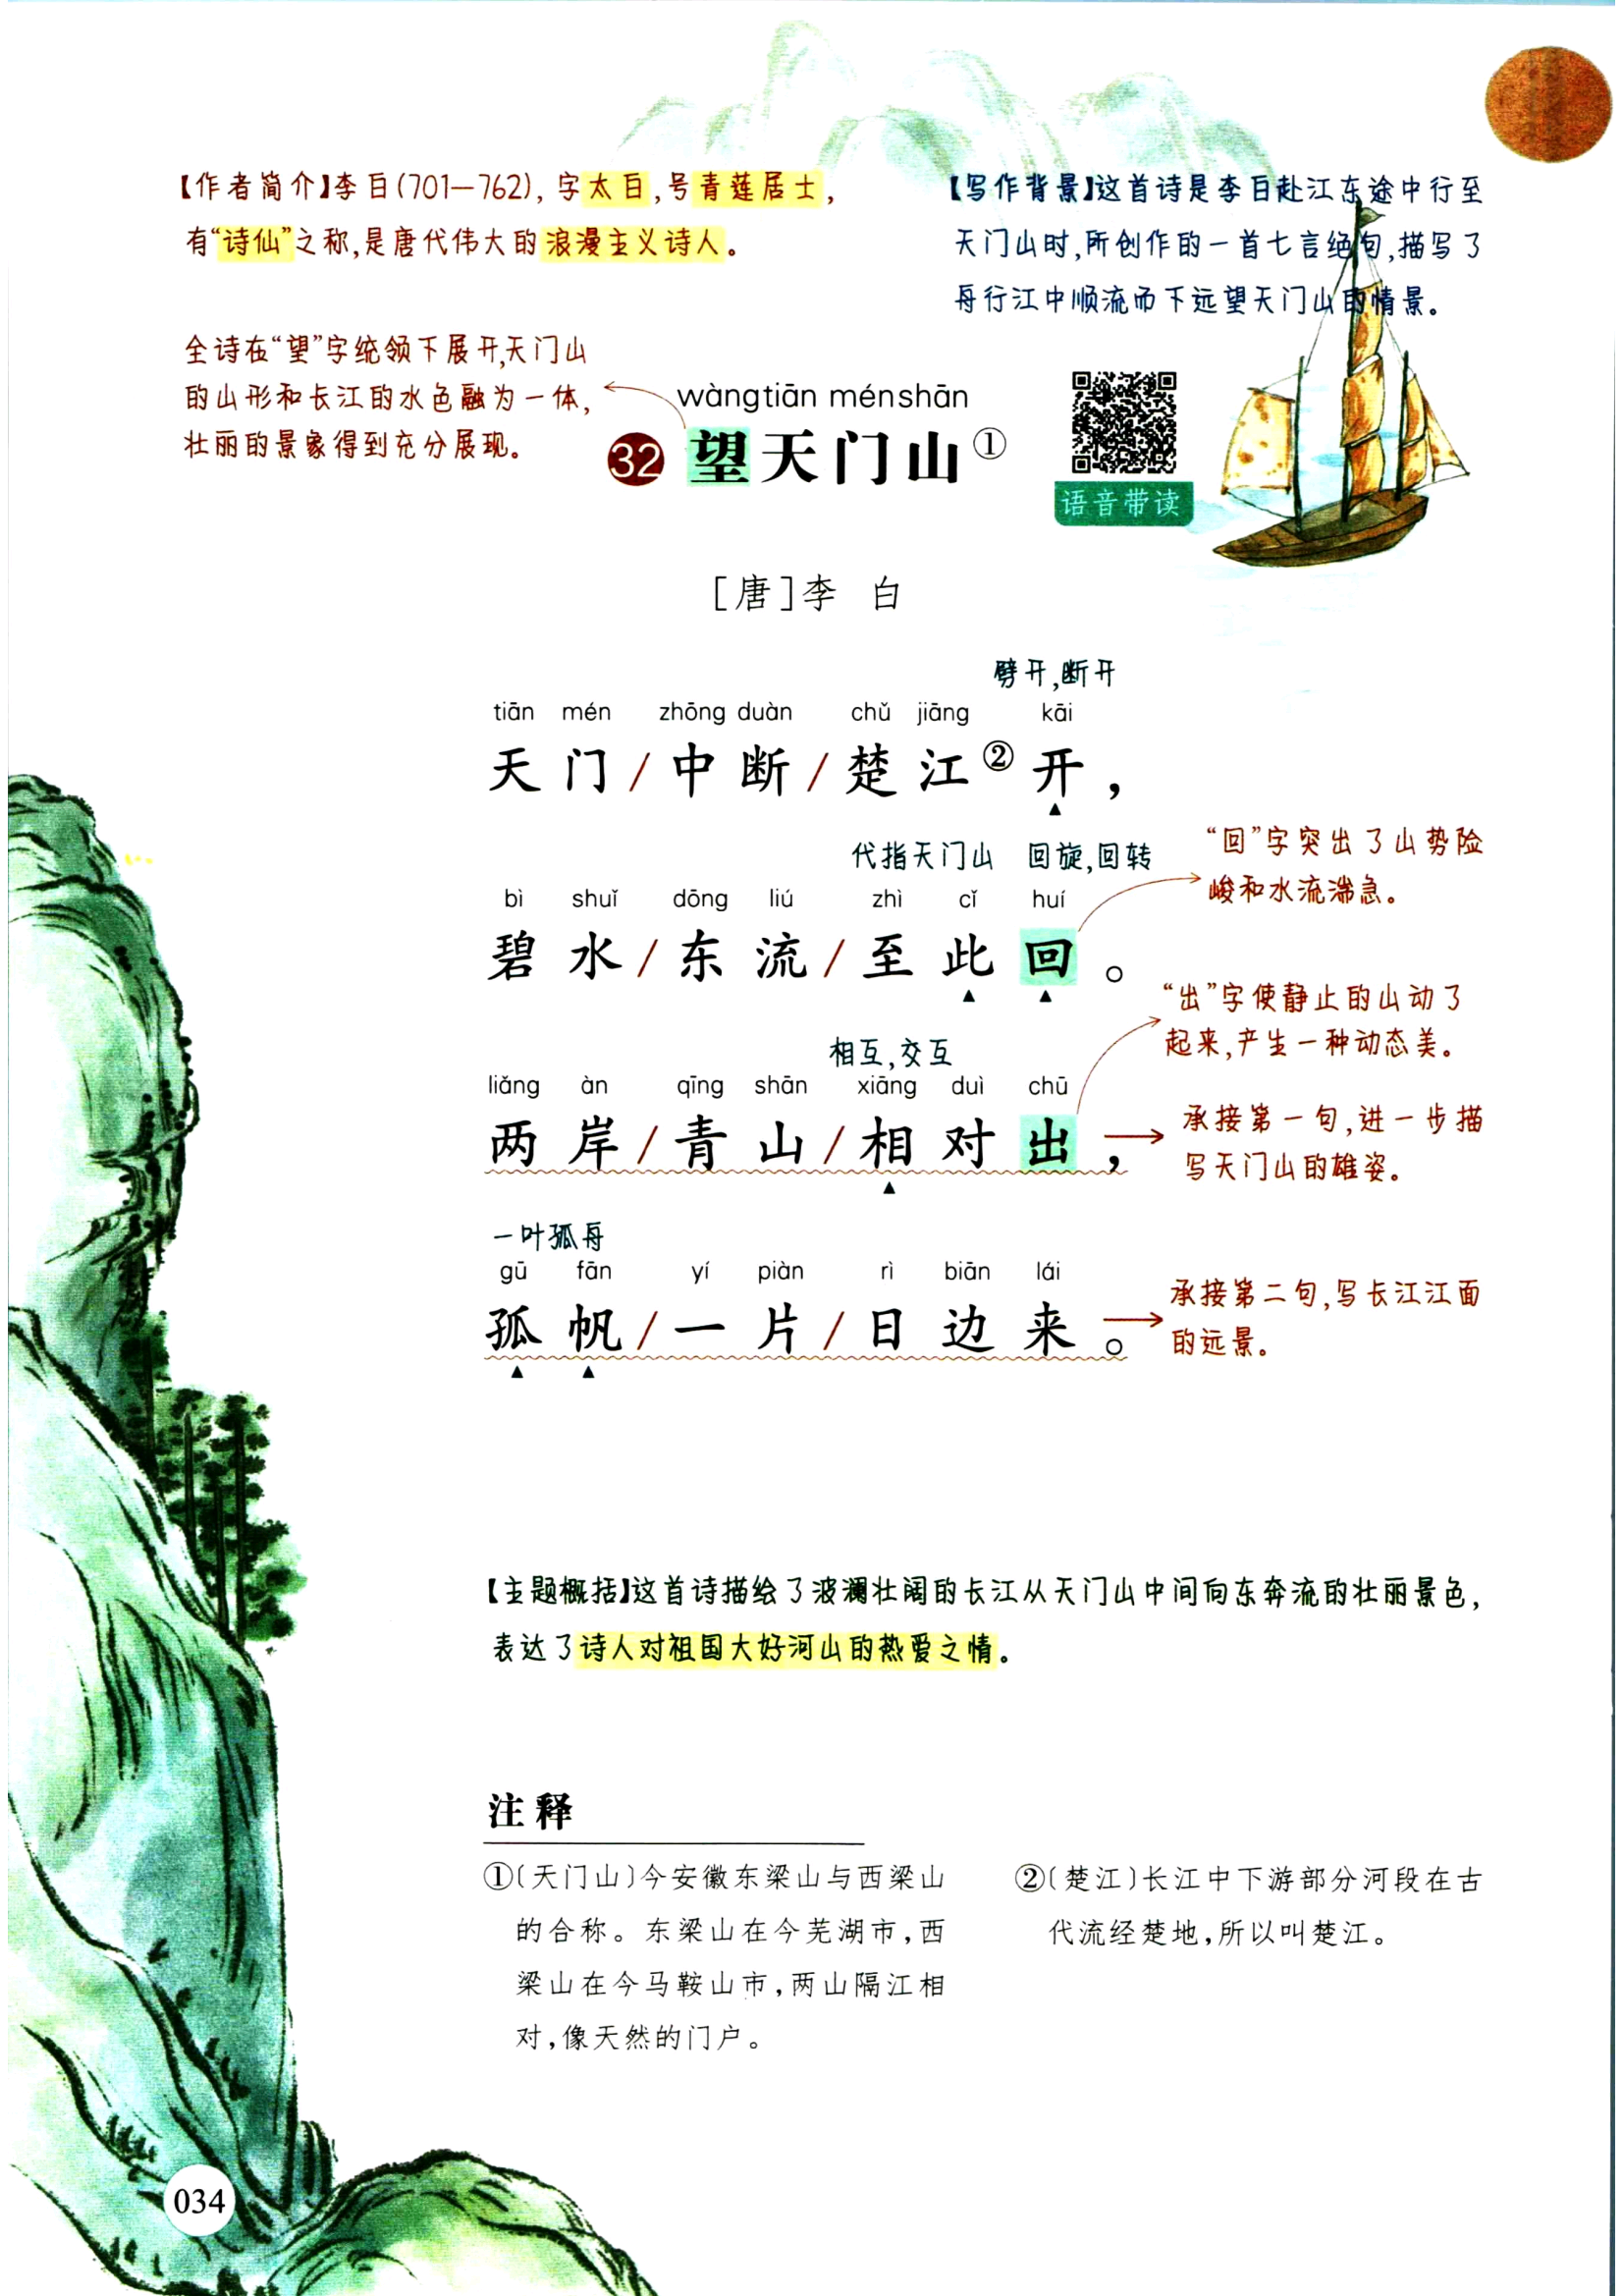 【作者简介】李白(701—762),字太白,号青莲居士,
有“诗仙”之称,是唐代伟大的浪漫主义诗人。
【写作背景】这首诗是李白赴江东途中行至
天门山时,所创作的一首七言绝句,描写了
舟行江中顺流而下远望天门山的情景。
全诗在“望”字统领下展开,天门山
的山形和长江的水色融为一体,
壮丽的景象得到充分展现。
wàngtiān ménshān
32 望天门山①
语音带读
[唐]李 白
劈开,断开
tiān mén zhōng duàn chǔ jiāng kāi
天门/中断/楚江②开,
代指天门山 回旋,回转
“回”字突出了山势险
峻和水流湍急。
bì shuǐ dōng liú zhì cǐ huí
碧水/东流/至此回。
“出”字使静止的山动了
起来,产生一种动态美。
相互,交互
liǎng àn qīng shān xiāng duì chū
两岸/青山/相对出,
承接第一句,进一步描
写天门山的雄姿。
一叶孤舟
gū fān yí piàn rì biān lái
孤帆/一片/日边来。
承接第二句,写长江江面
的远景。
【主题概括】这首诗描绘了波澜壮阔的长江从天门山中间向东奔流的壮丽景色,
表达了诗人对祖国大好河山的热爱之情。
注释
①〔天门山〕今安徽东梁山与西梁山
的合称。东梁山在今芜湖市,西
梁山在今马鞍山市,两山隔江相
对,像天然的门户。
②〔楚江〕长江中下游部分河段在古
代流经楚地,所以叫楚江。
034